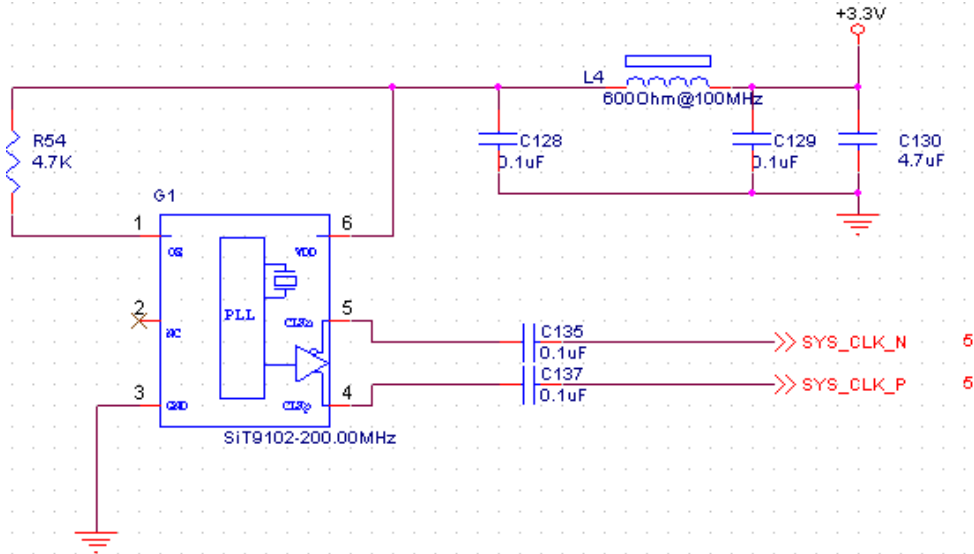 +3.3V
L4
600Ohm@100MHz
R54
4.7K
C128
0.1uF
C129
0.1uF
C130
4.7uF
G1
1
6
OE
VDD
2
5
NC
PLL
CLKn
C135
0.1uF
SYS_CLK_N
5
3
4
GND
CLKp
C137
0.1uF
SYS_CLK_P
5
SiT9102-200.00MHz